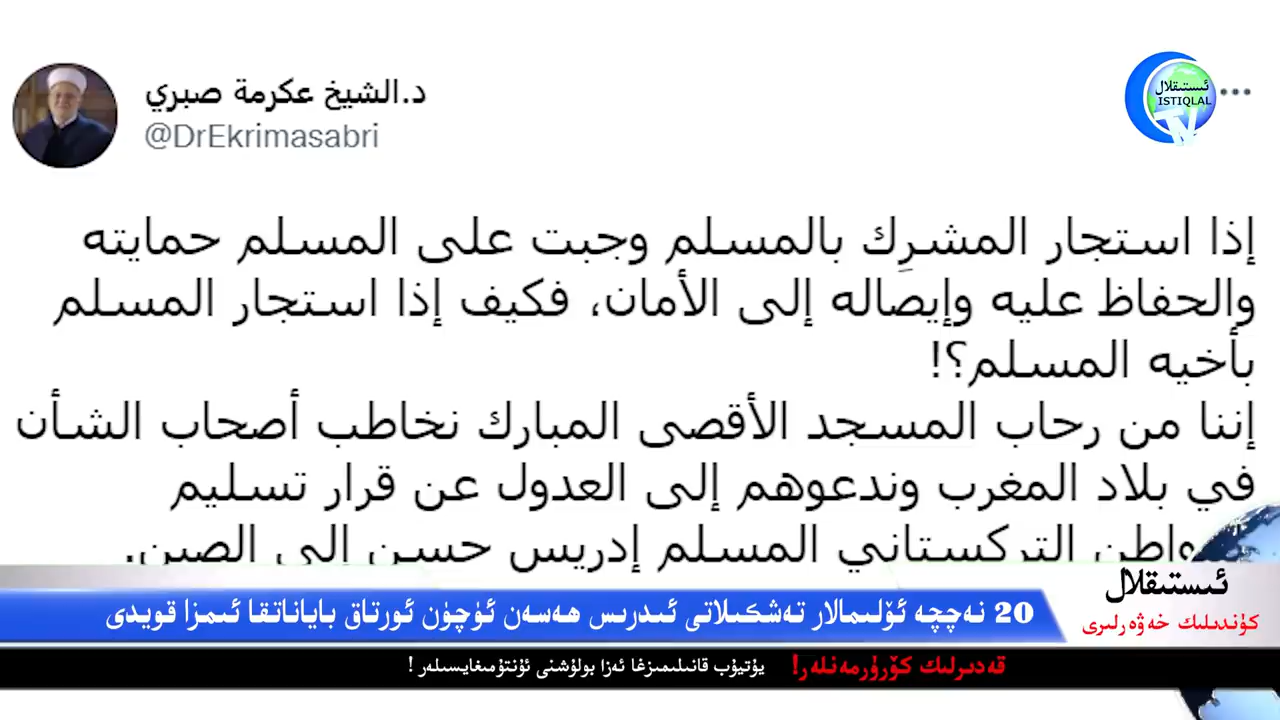 د.الشيخ عكرمة صبري
@DrEkrimasabri
ئىستىقلال
ISTIQLAL
TV
إذا استجار المشرِك بالمسلم وجبت على المسلم حمايته
والحفاظ عليه وإيصاله إلى الأمان، فكيف إذا استجار المسلم
بأخيه المسلم؟!
إننا من رحاب المسجد الأقصى المبارك نخاطب أصحاب الشأن
في بلاد المغرب وندعوهم إلى العدول عن قرار تسليم
التركستاني المسلم إدريس حسن إلى الصين.
ئىستىقلال
كۈندىلىك خەۋەرلىرى
20 نەچچە ئۆلىمالار تەشكىلاتى ئىدرىس ھەسەن ئۈچۈن ئورتاق باياناتقا ئىمزا قويدى
قەدىرلىك كۆرۈرمەنلەر! يۇتيۇب قانىلىمىزغا ئەزا بولۇشنى ئۇنتۇمىغايسىلەر !